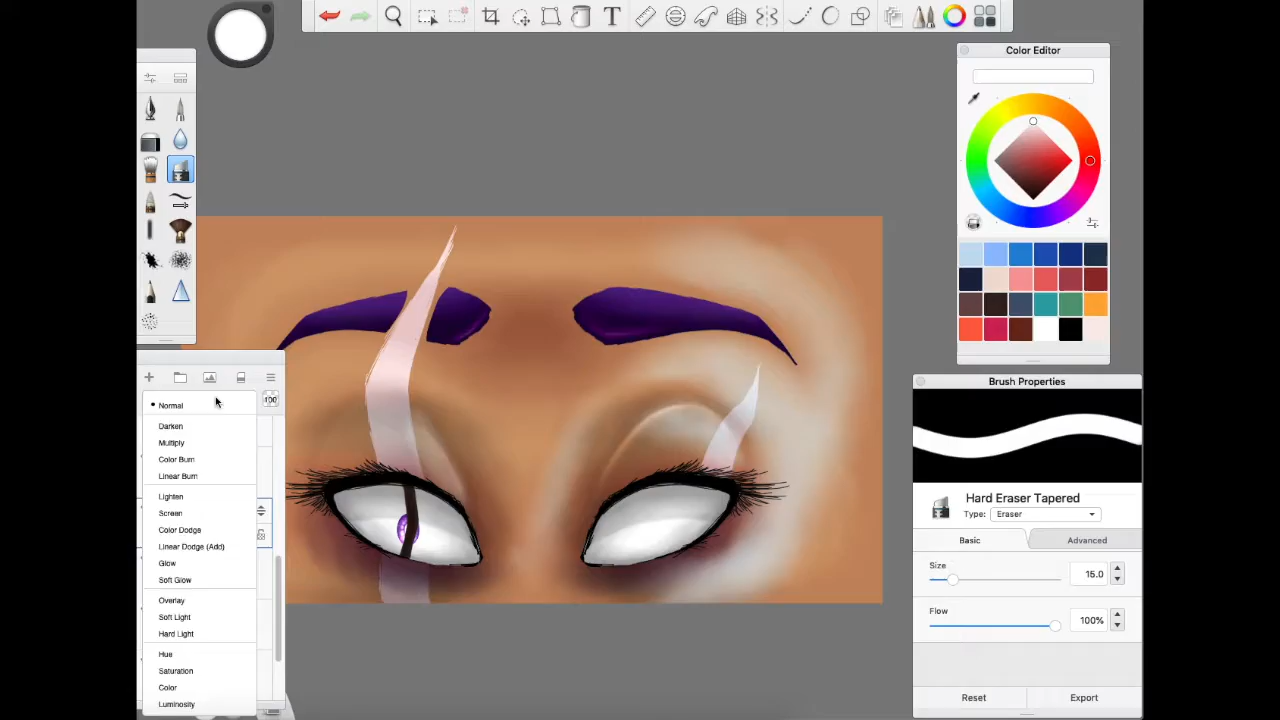 T
Color Editor
100
Normal
Darken
Multiply
Color Burn
Linear Burn
Lighten
Screen
Color Dodge
Linear Dodge (Add)
Glow
Soft Glow
Overlay
Soft Light
Hard Light
Hue
Saturation
Color
Luminosity
Brush Properties
Hard Eraser Tapered
Type: Eraser
Basic Advanced
Size
15.0
Flow
100%
Reset Export